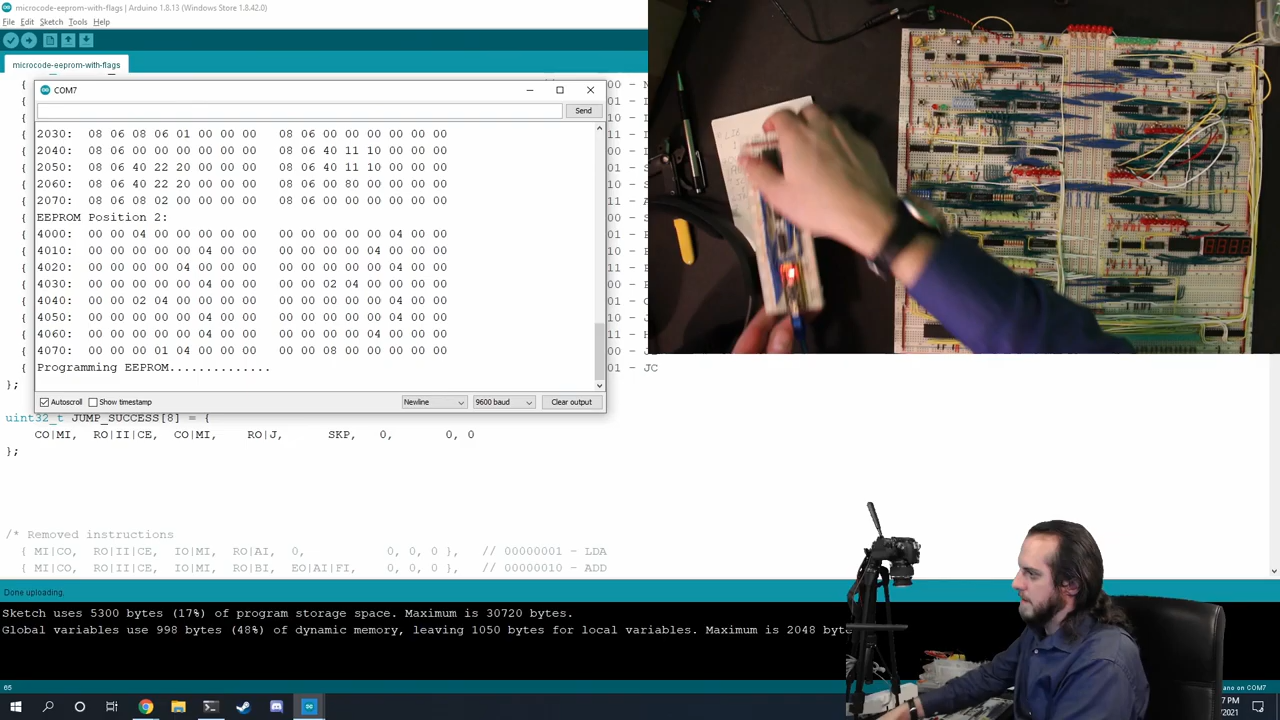 microcode-eeprom-with-flags | Arduino 1.8.13 (Windows Store 1.8.42.0)
File Edit Sketch Tools Help
microcode-eeprom-with-flags
COM7
Send
2030: 08 06 08 06 01 00 00 00 08 06 00 00 00 00 00 00
2040: 08 06 00 00 00 00 00 00 08 06 40 11 10 00 00 00
2050: 08 06 40 22 20 00 00 00 08 06 40 11 10 00 00 00
2060: 08 06 40 22 20 00 00 00 08 06 00 80 00 00 00 00
2070: 08 06 08 02 00 00 00 00 08 06 00 00 00 00 00 00
EEPROM Position 2:
4000: 00 00 04 00 00 00 00 00 00 00 00 00 04 00 00
4010: 00 00 00 00 04 00 00 00 00 00 00 04 00 00 00
4020: 00 00 00 00 04 00 00 00 00 00 00 00 04 00 00
4030: 00 00 00 00 00 04 00 00 00 00 02 04 00 00 00 00
4040: 00 00 02 04 00 00 00 00 00 00 00 00 04 00 00
4050: 00 00 00 00 00 04 00 00 00 00 00 00 04 00 00
4060: 00 00 00 00 00 04 00 00 00 00 00 00 04 00 00 00
4070: 00 00 00 01 04 00 00 00 00 00 08 00 00 00 00 00
Programming EEPROM..............
Autoscroll Show timestamp Newline 9600 baud Clear output
01 - JC
};
uint32_t JUMP_SUCCESS[8] = {
CO|MI, RO|II|CE, CO|MI, RO|J, SKP, 0, 0, 0
};
/* Removed instructions
{ MI|CO, RO|II|CE, IO|MI, RO|AI, 0, 0, 0, 0 }, // 00000001 - LDA
{ MI|CO, RO|II|CE, IO|MI, RO|BI, EO|AI|FI, 0, 0, 0 }, // 00000010 - ADD
Done uploading.
Sketch uses 5300 bytes (17%) of program storage space. Maximum is 30720 bytes.
Global variables use 998 bytes (48%) of dynamic memory, leaving 1050 bytes for local variables. Maximum is 2048 byte
65
ano on COM7
7 PM
/2021